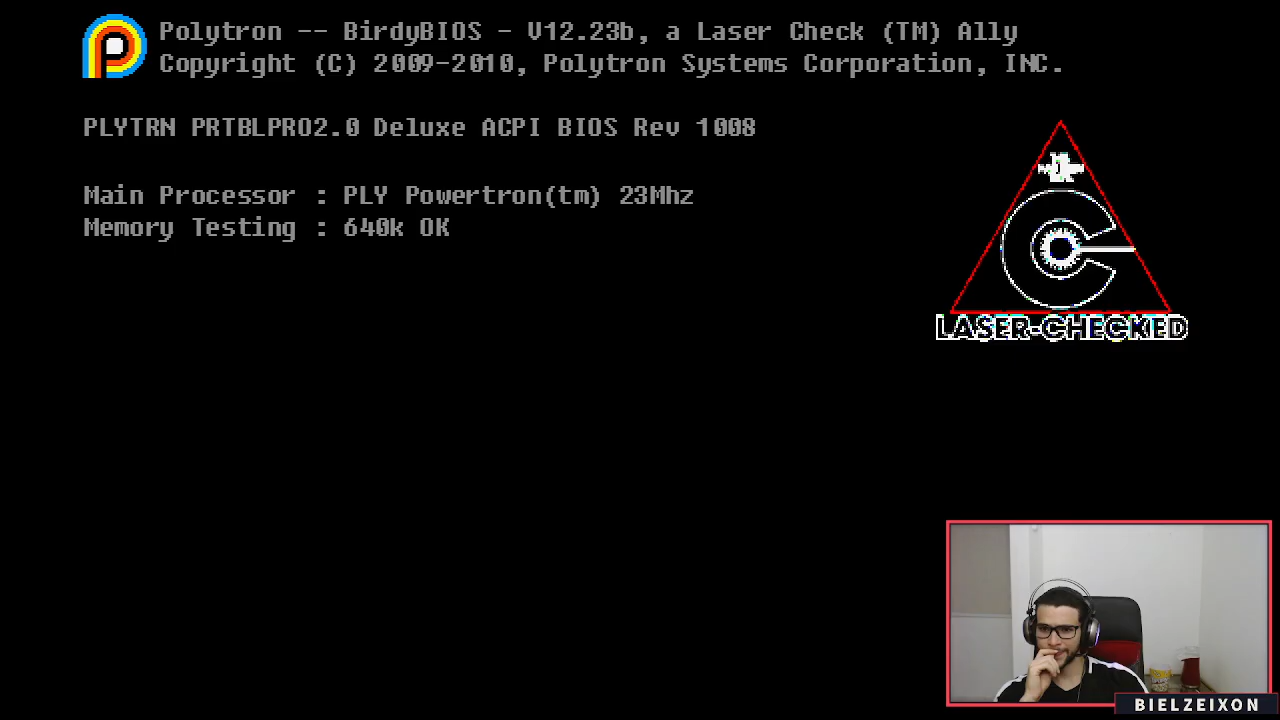 Polytron -- BirdyBIOS - V12.23b, a Laser Check (TM) Ally
Copyright (C) 2009-2010, Polytron Systems Corporation, INC.
PLYTRN PRTBLPRO2.0 Deluxe ACPI BIOS Rev 1008
Main Processor : PLY Powertron(tm) 23Mhz
Memory Testing : 640k OK
LASER-CHECKED
BIELZEIXON